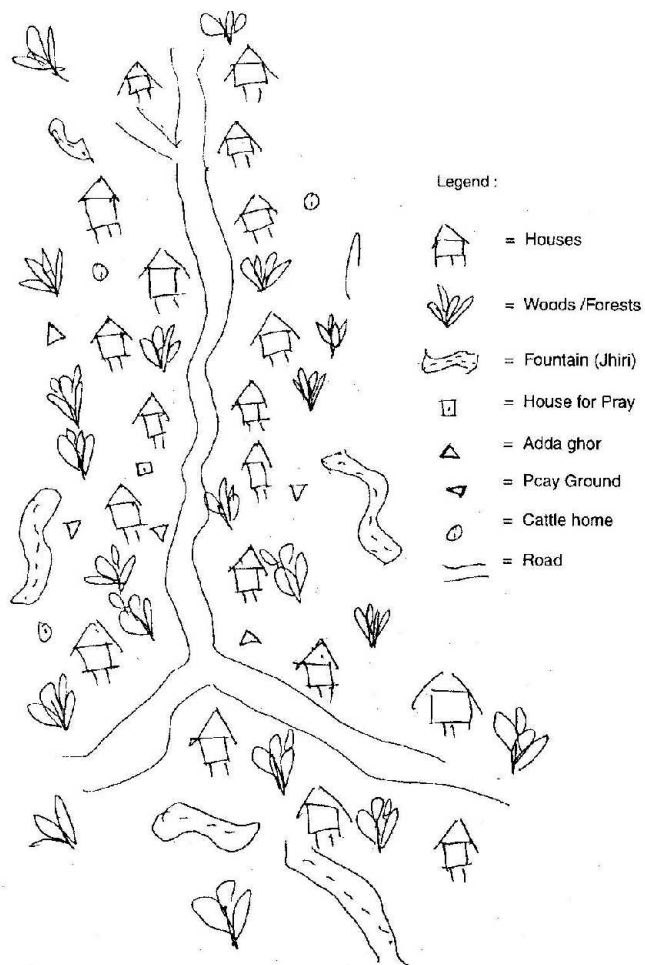 Legend :
= Houses
= Woods /Forests
= Fountain (Jhiri)
= House for Pray
= Adda ghor
= Pcay Ground
= Cattle home
= Road